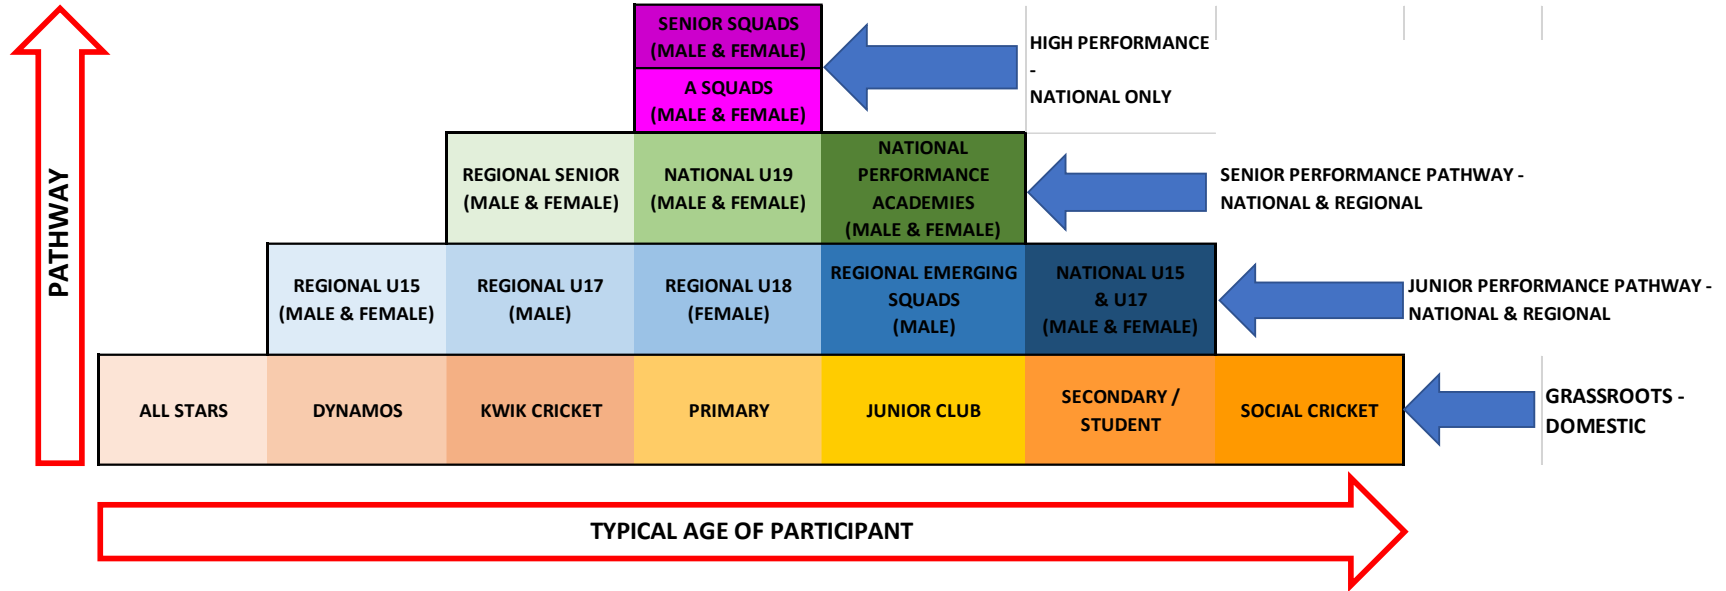 SENIOR SQUADS
(MALE & FEMALE)
A SQUADS
(MALE & FEMALE)
HIGH PERFORMANCE
-
NATIONAL ONLY
PATHWAY
REGIONAL SENIOR
(MALE & FEMALE)
NATIONAL U19
(MALE & FEMALE)
NATIONAL
PERFORMANCE
ACADEMIES
(MALE & FEMALE)
SENIOR PERFORMANCE PATHWAY -
NATIONAL & REGIONAL
REGIONAL U15
(MALE & FEMALE)
REGIONAL U17
(MALE)
REGIONAL U18
(FEMALE)
REGIONAL EMERGING
SQUADS
(MALE)
NATIONAL U15
& U17
(MALE & FEMALE)
JUNIOR PERFORMANCE PATHWAY -
NATIONAL & REGIONAL
ALL STARS
DYNAMOS
KWIK CRICKET
PRIMARY
JUNIOR CLUB
SECONDARY /
STUDENT
SOCIAL CRICKET
GRASSROOTS -
DOMESTIC
TYPICAL AGE OF PARTICIPANT